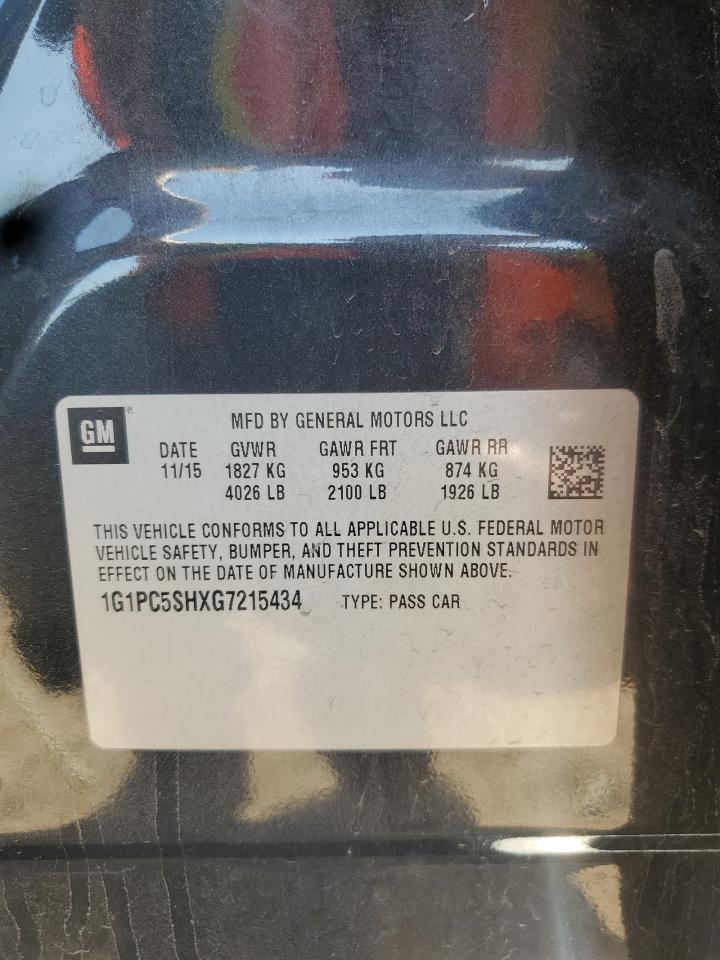 GM
MFD BY GENERAL MOTORS LLC
DATE GVWR GAWR FRT GAWR RR
11/15 1827 KG 953 KG 874 KG
4026 LB 2100 LB 1926 LB
THIS VEHICLE CONFORMS TO ALL APPLICABLE U.S. FEDERAL MOTOR
VEHICLE SAFETY, BUMPER, AND THEFT PREVENTION STANDARDS IN
EFFECT ON THE DATE OF MANUFACTURE SHOWN ABOVE.
1G1PC5SHXG7215434 TYPE: PASS CAR